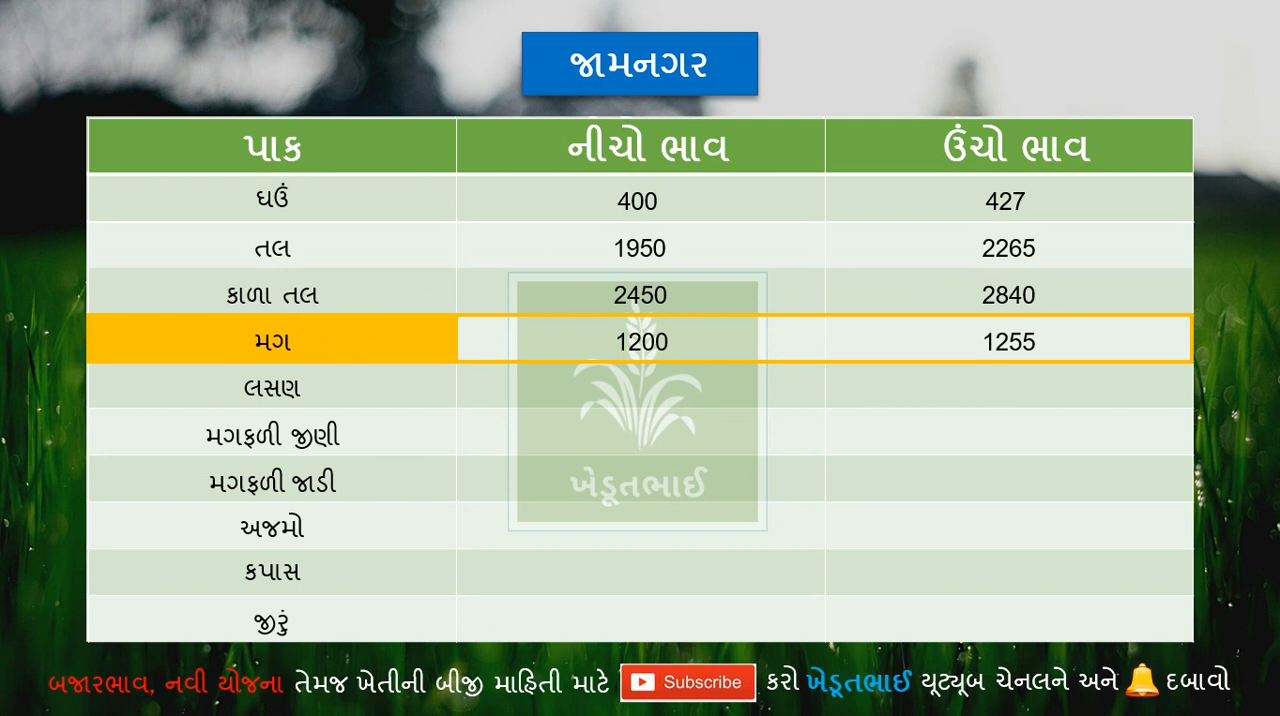 જામનગર
પાક નીચો ભાવ ઉંચો ભાવ
ઘઉં 400 427
તલ 1950 2265
કાળા તલ 2450 2840
મગ 1200 1255
લસણ
મગફળી જીણી
મગફળી જાડી
ખેડૂતભાઈ
અજમો
કપાસ
જીરું
બજારભાવ, નવી યોજના તેમજ ખેતીની બીજી માહિતી માટે Subscribe કરો ખેડૂતભાઈ યૂટ્યૂબ ચેનલને અને દબાવો